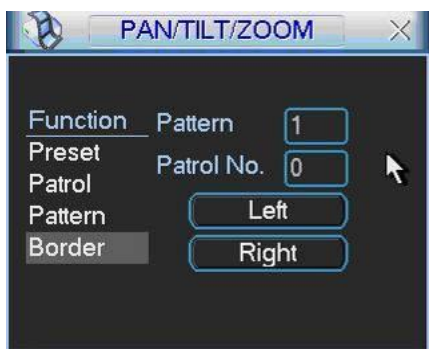 PAN/TILT/ZOOM
Function Pattern 1
Preset
Patrol No. 0
Patrol
Pattern Left
Border Right